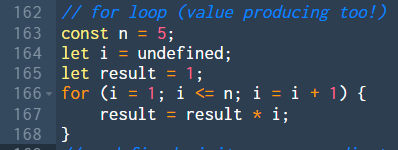 162 // for loop (value producing too!)
163 const n = 5;
164 let i = undefined;
165 let result = 1;
166 for (i = 1; i <= n; i = i + 1) {
167 result = result * i;
168 }